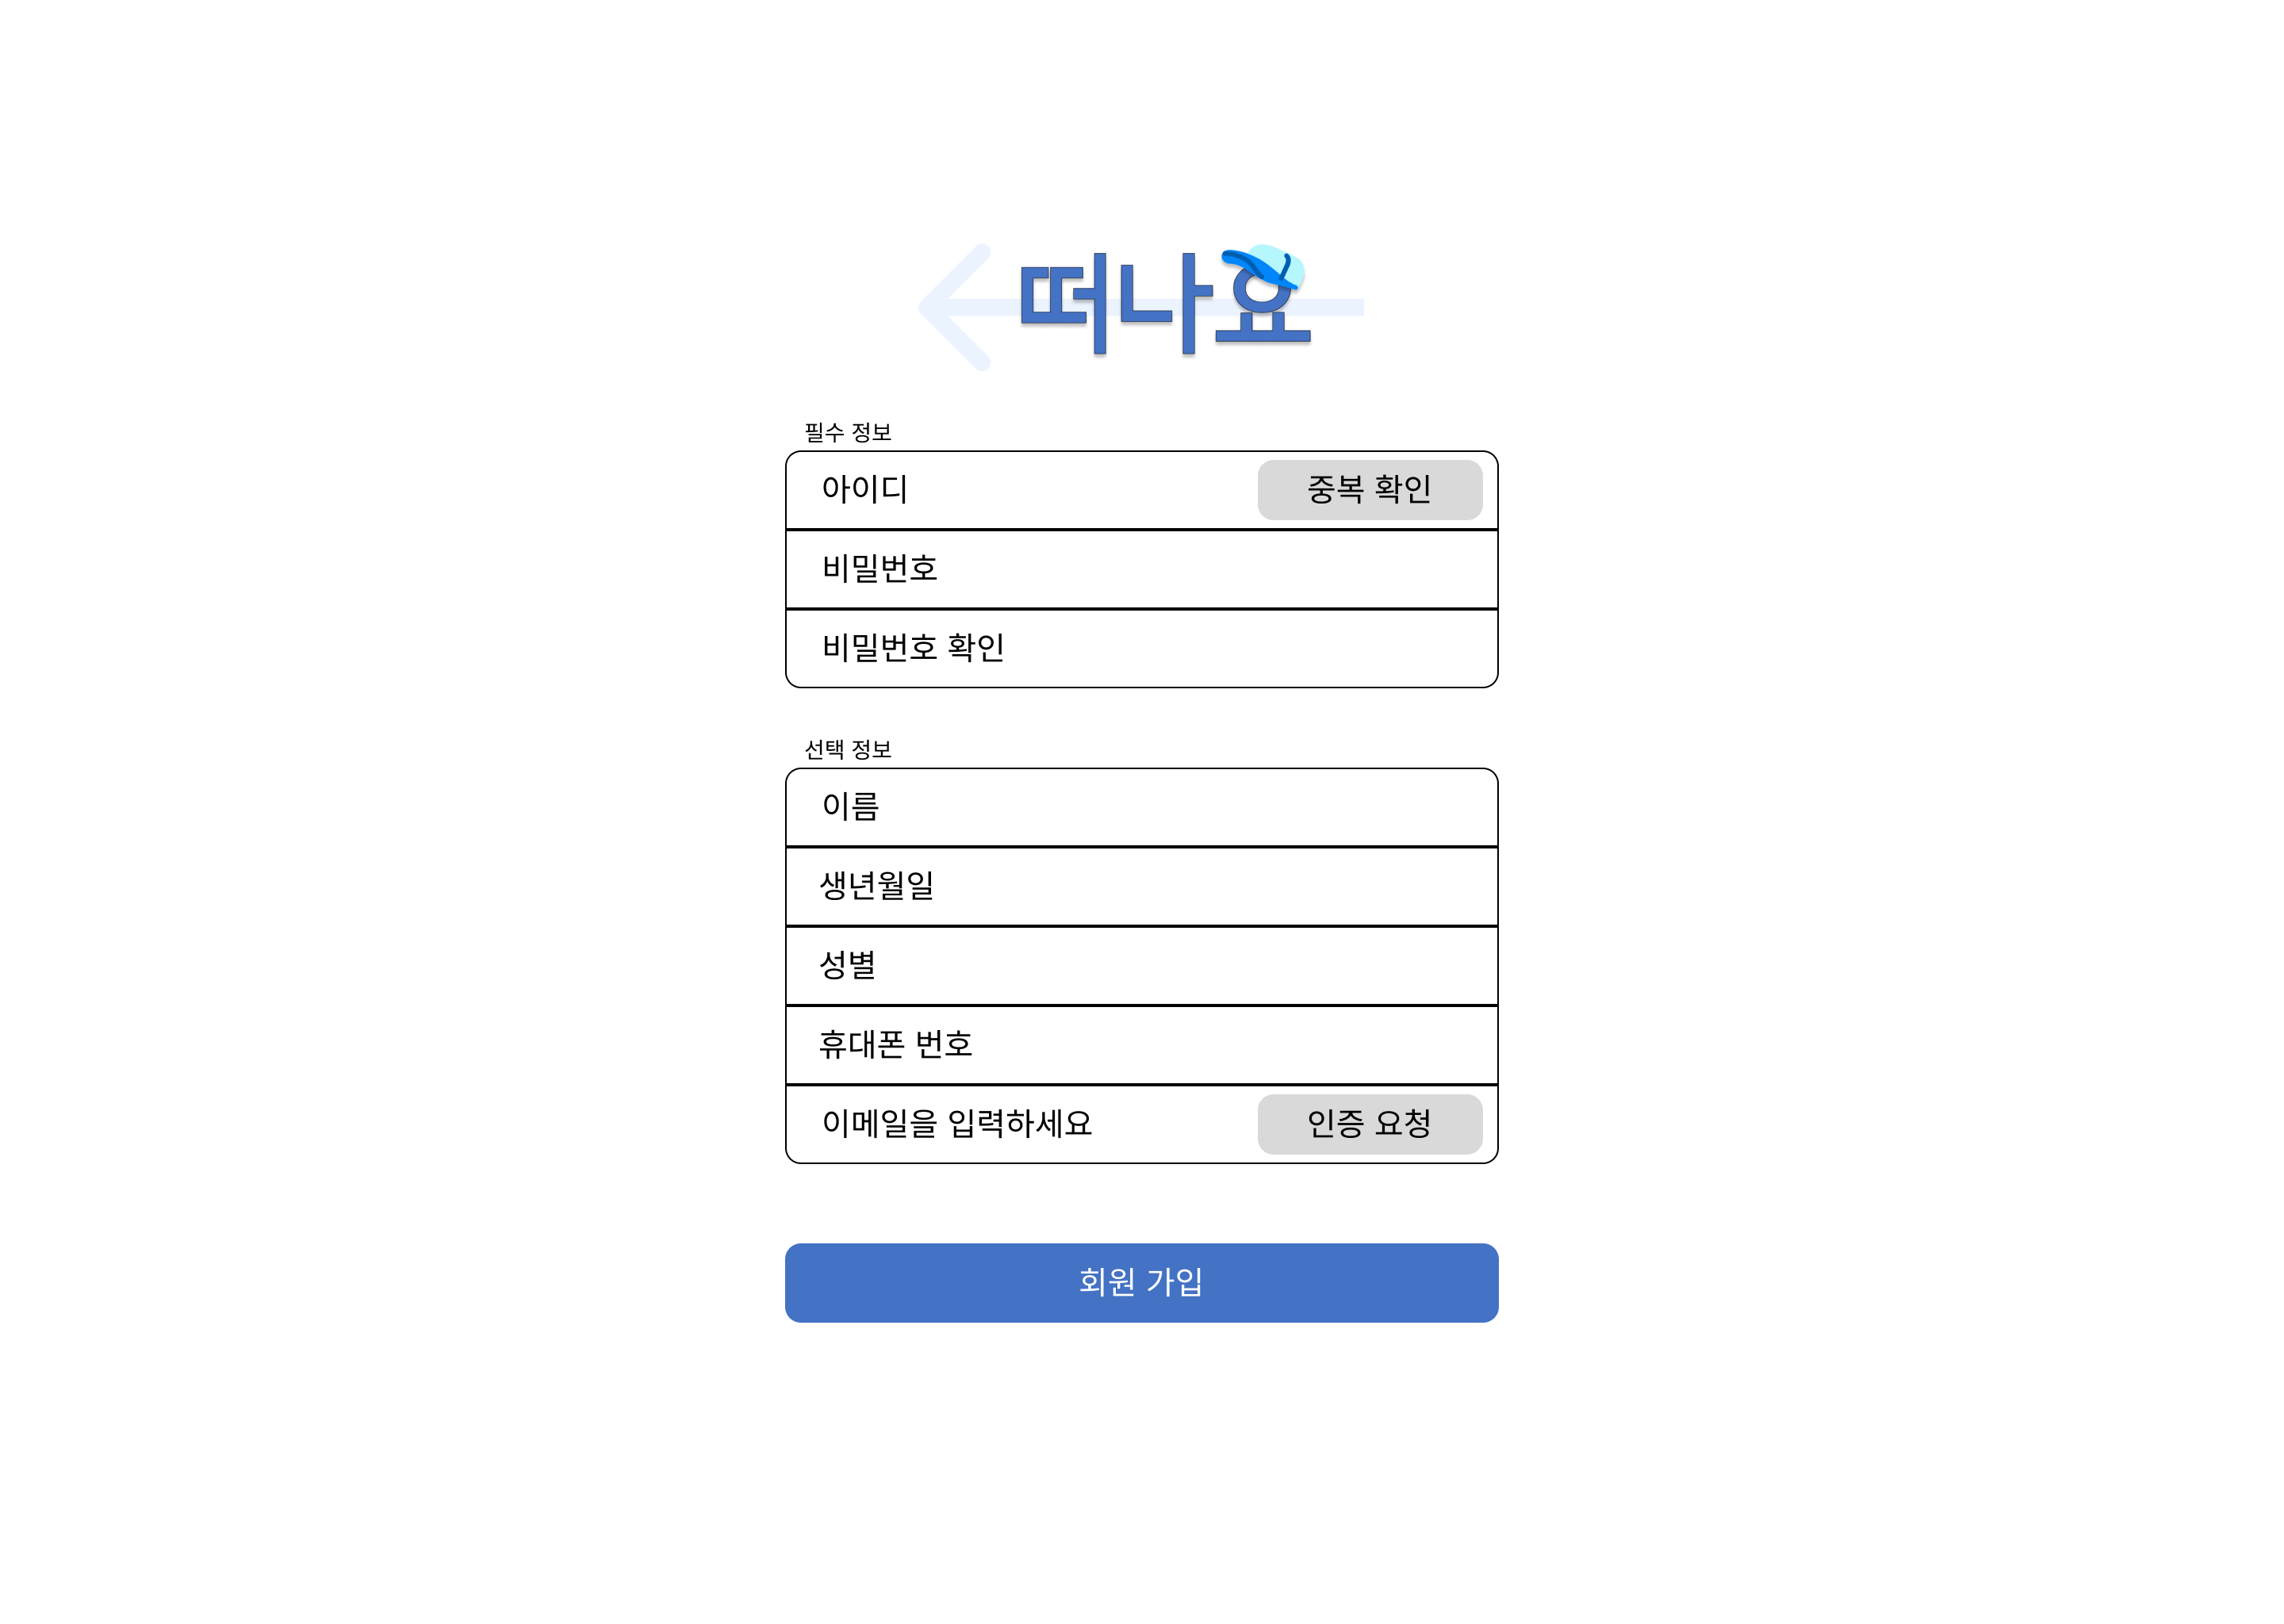 떠나요
필수 정보
아이디
중복 확인
비밀번호
비밀번호 확인
선택 정보
이름
생년월일
성별
휴대폰 번호
이메일을 입력하세요
인증 요청
회원 가입